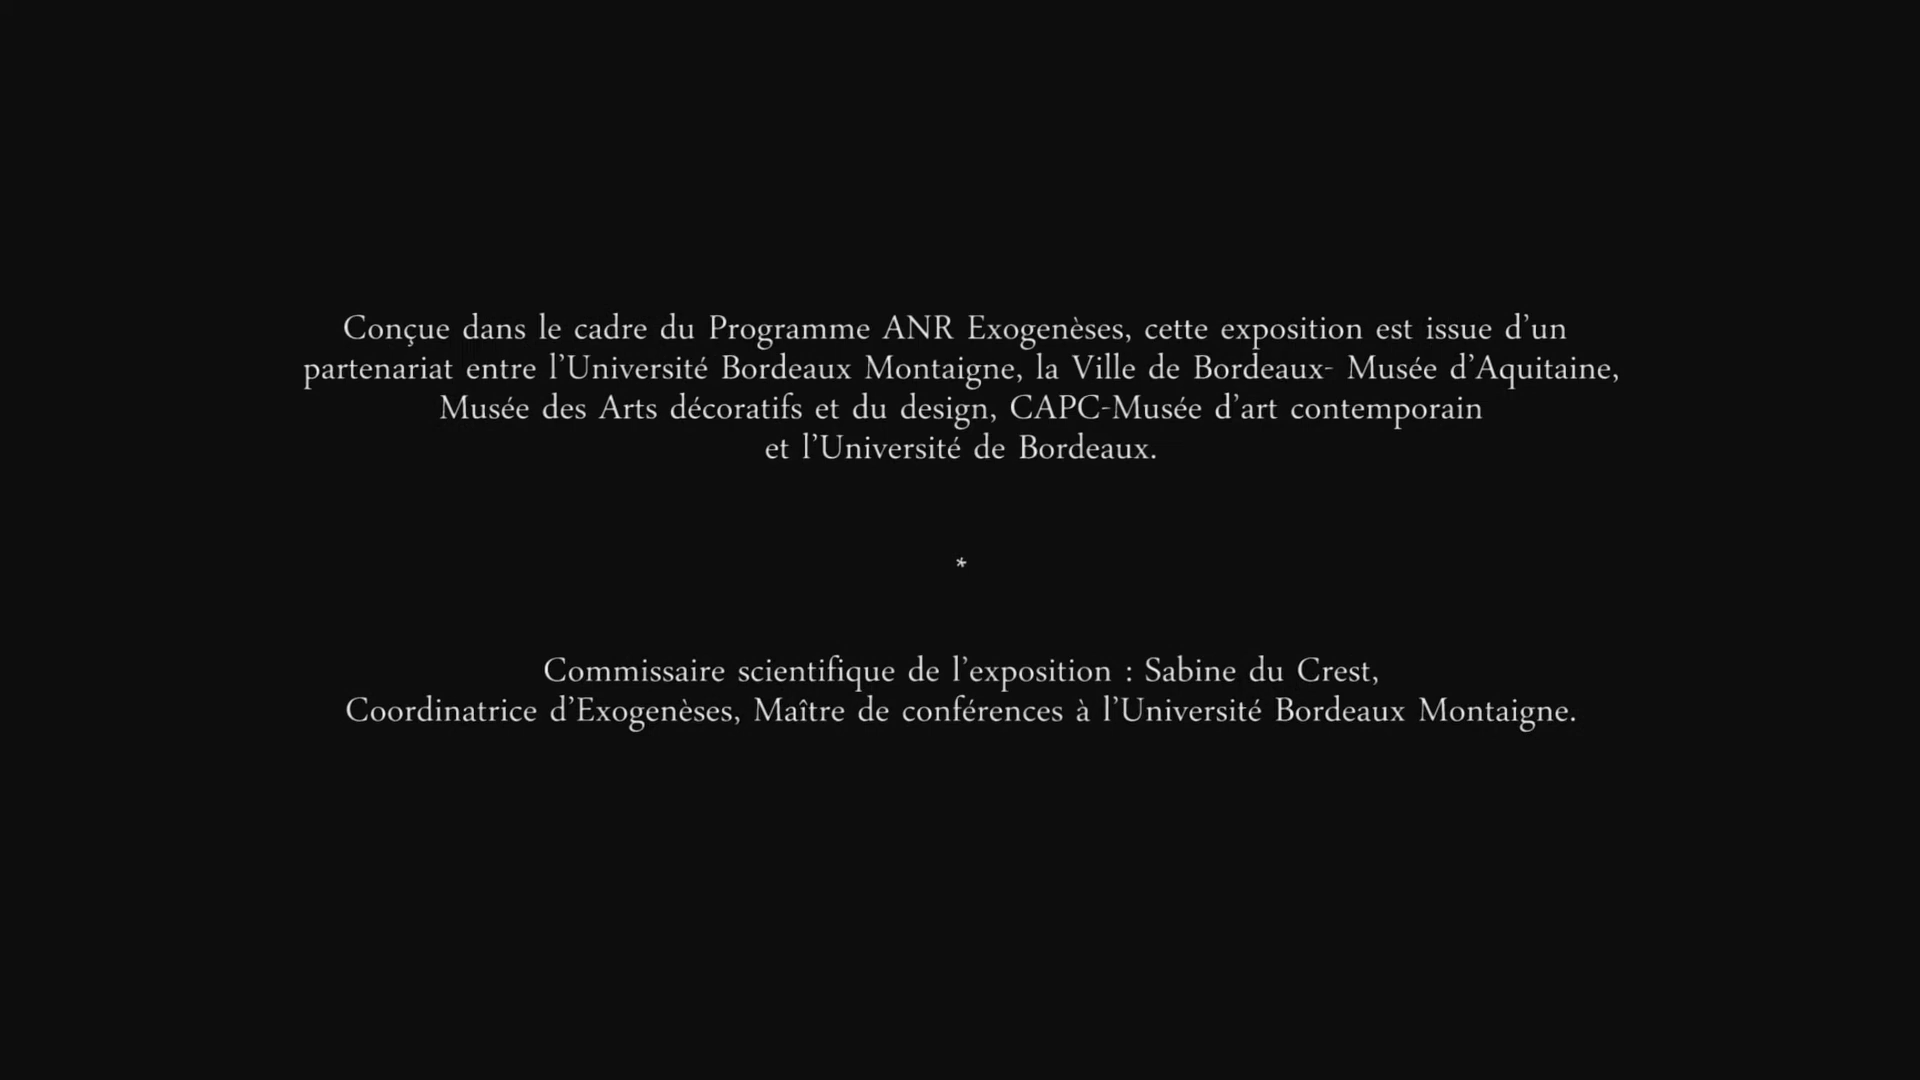 Conçue dans le cadre du Programme ANR Exogenèses, cette exposition est issue d’un
partenariat entre l’Université Bordeaux Montaigne, la Ville de Bordeaux- Musée d’Aquitaine,
Musée des Arts décoratifs et du design, CAPC-Musée d’art contemporain
et l’Université de Bordeaux.
*
Commissaire scientifique de l’exposition : Sabine du Crest,
Coordinatrice d’Exogenèses, Maître de conférences à l’Université Bordeaux Montaigne.